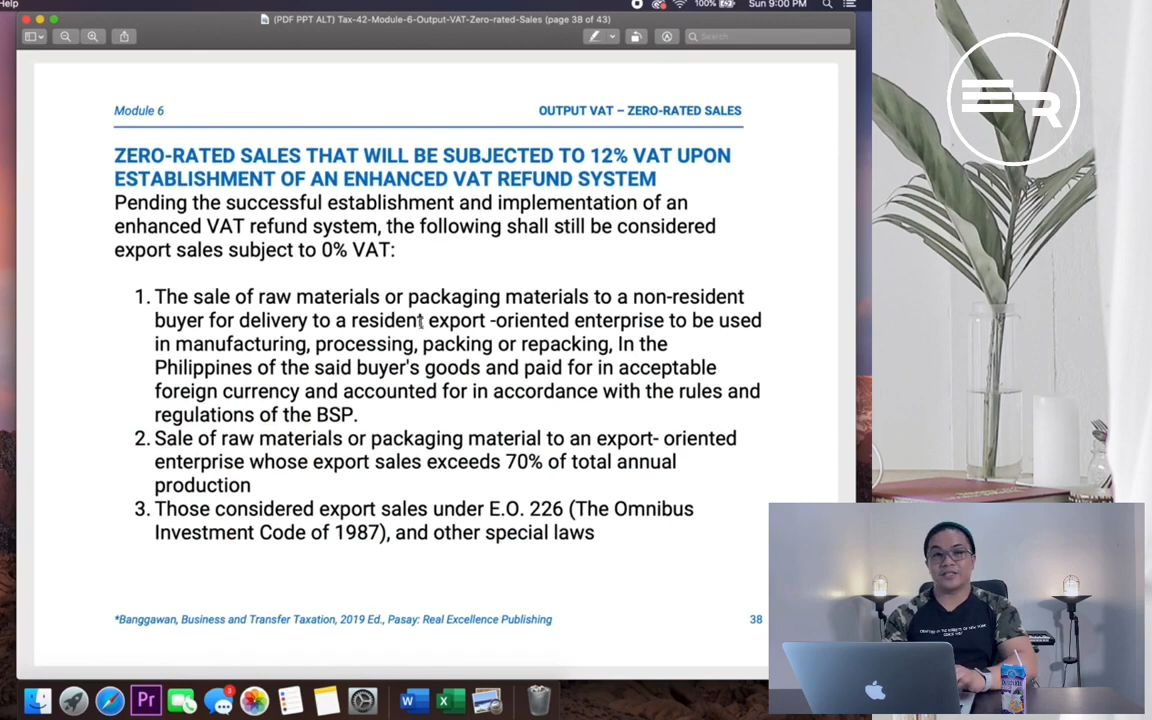 Help
100%
Sun 9:00 PM
(PDF PPT ALT) Tax-42-Module-6-Output-VAT-Zero-rated-Sales (page 38 of 43)
Search
ER
Module 6
OUTPUT VAT – ZERO-RATED SALES
ZERO-RATED SALES THAT WILL BE SUBJECTED TO 12% VAT UPON
ESTABLISHMENT OF AN ENHANCED VAT REFUND SYSTEM
Pending the successful establishment and implementation of an
enhanced VAT refund system, the following shall still be considered
export sales subject to 0% VAT:
1. The sale of raw materials or packaging materials to a non-resident
buyer for delivery to a resident export -oriented enterprise to be used
in manufacturing, processing, packing or repacking, In the
Philippines of the said buyer's goods and paid for in acceptable
foreign currency and accounted for in accordance with the rules and
regulations of the BSP.
2. Sale of raw materials or packaging material to an export- oriented
enterprise whose export sales exceeds 70% of total annual
production
3. Those considered export sales under E.O. 226 (The Omnibus
Investment Code of 1987), and other special laws
*Banggawan, Business and Transfer Taxation, 2019 Ed., Pasay: Real Excellence Publishing
38
Pr
3
W
X